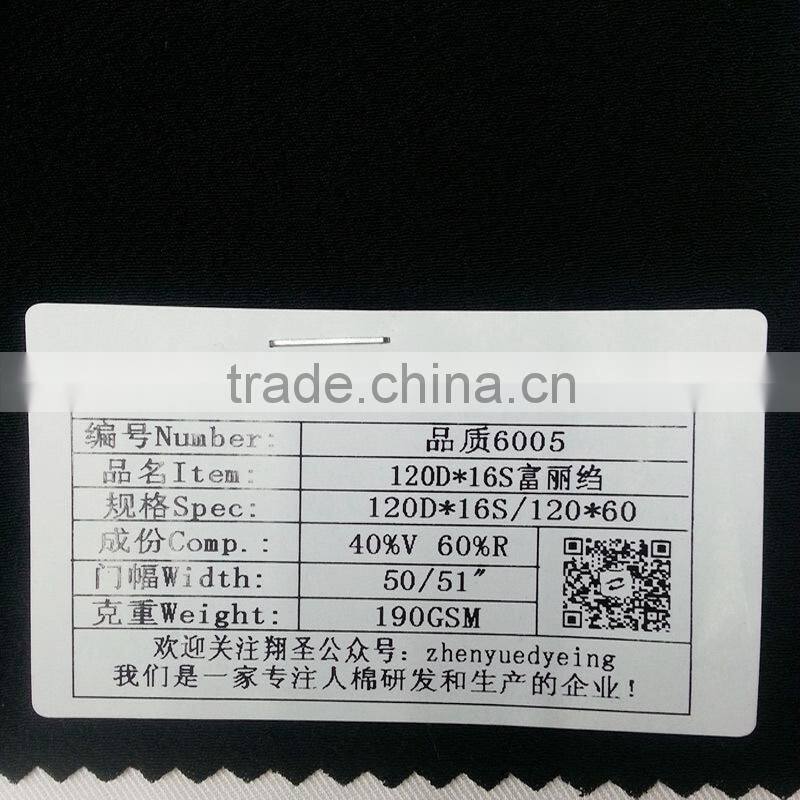 trade.china.cn
编号Number: 品质6005
品名Item: 120D*16S富丽绉
规格Spec: 120D*16S/120*60
成份Comp.: 40%V 60%R
门幅Width: 50/51"
克重Weight: 190GSM
欢迎关注翔圣公众号: zhenyuedyeing
我们是一家专注人棉研发和生产的企业!